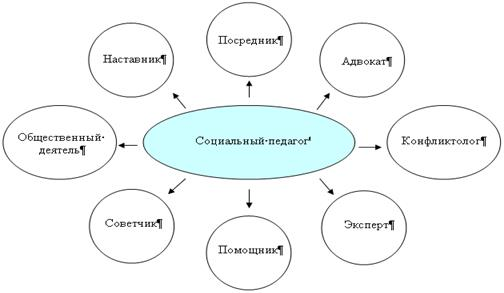 Посредник¶
Наставник¶
Адвокат¶
Общественный·
деятель¶
Социальный·педагог¶
Конфликтолог¶
Советчик¶
Эксперт¶
Помощник¶